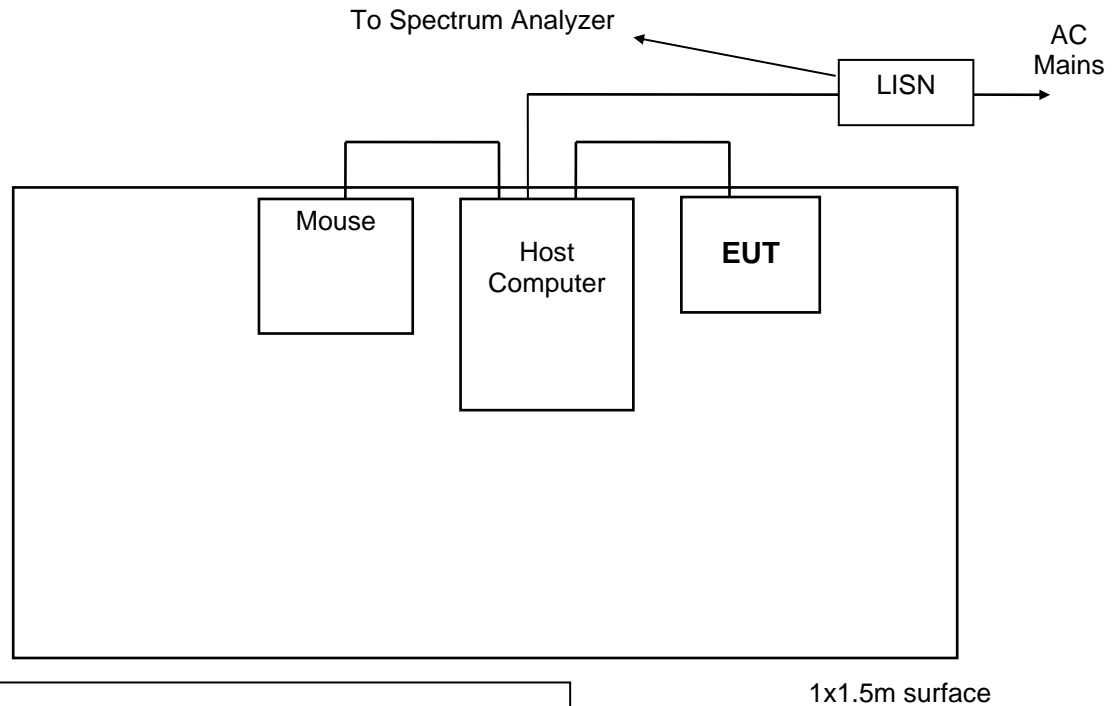 To Spectrum Analyzer
AC
Mains
LISN
Mouse
Host
Computer
EUT
1x1.5m surface